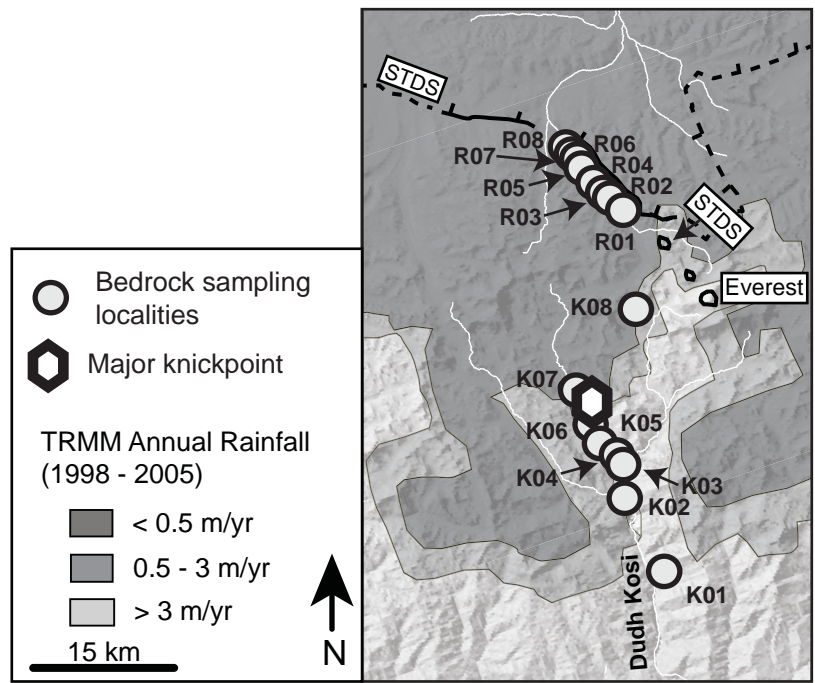 STDS
R08
R06
R07
R04
R05
R02
R03
R01
STDS
Everest
K08
K07
K05
K06
K04
K03
K02
K01
Dudh Kosi
Bedrock sampling
localities
Major knickpoint
TRMM Annual Rainfall
(1998 - 2005)
< 0.5 m/yr
0.5 - 3 m/yr
> 3 m/yr
15 km
N